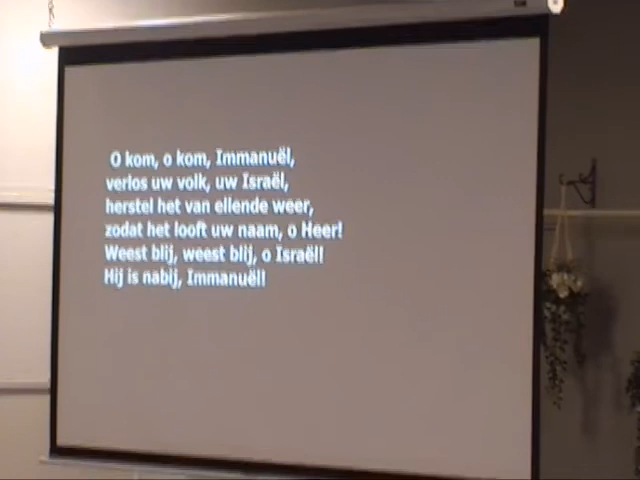 O kom, o kom, Immanuël,
verlos uw volk, uw Israël,
herstel het van ellende weer,
zodat het looft uw naam, o Heer!
Weest blij, weest blij, o Israël!
Hij is nabij, Immanuël!